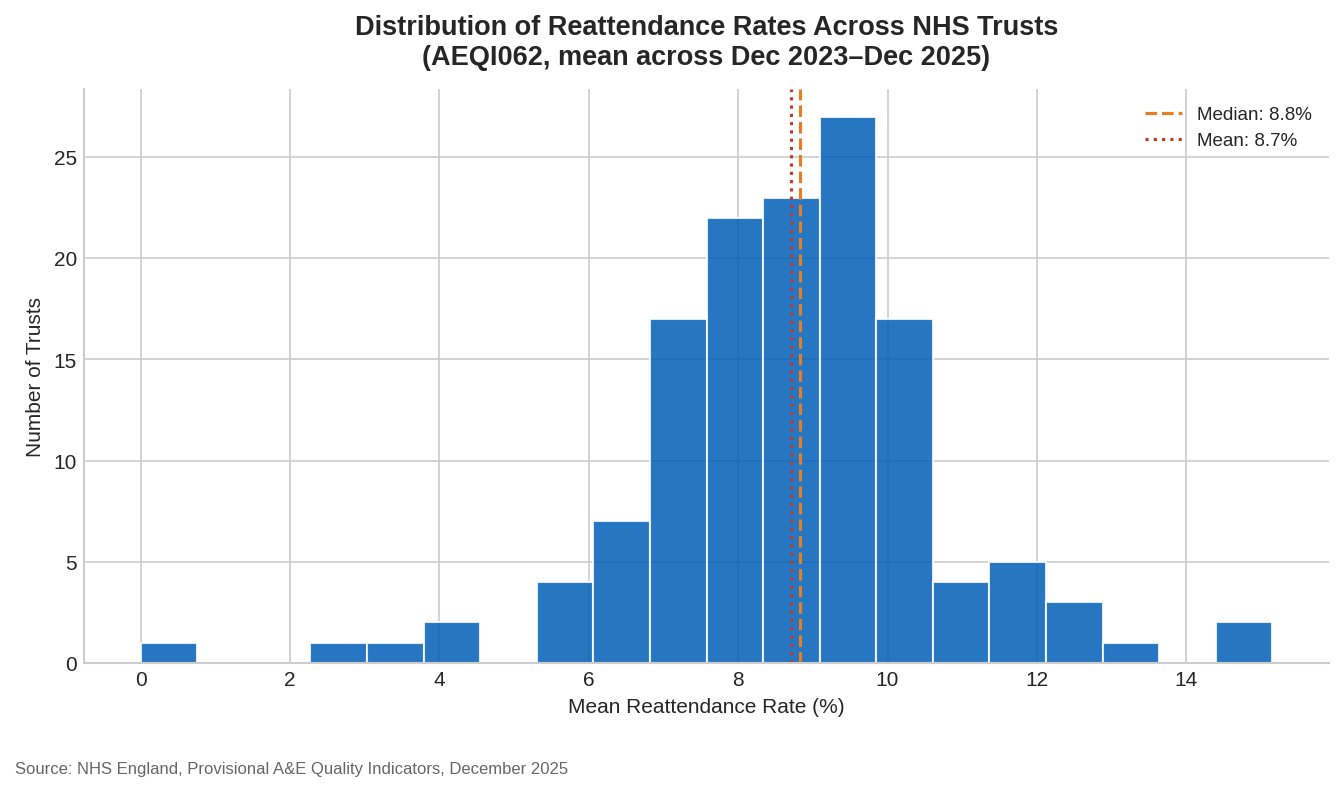 Distribution of Reattendance Rates Across NHS Trusts
(AEQI062, mean across Dec 2023–Dec 2025)
Median: 8.8%
Mean: 8.7%
Number of Trusts
25
20
15
10
5
0
0 2 4 6 8 10 12 14
Mean Reattendance Rate (%)
Source: NHS England, Provisional A&E Quality Indicators, December 2025